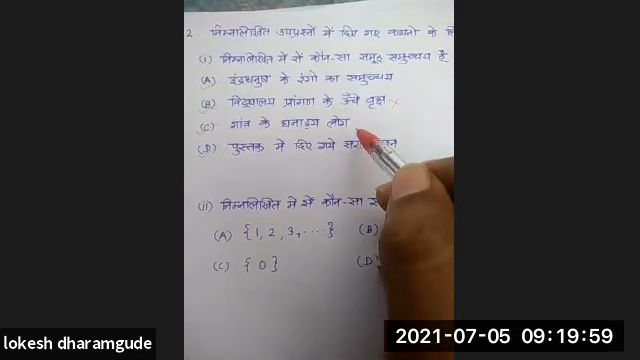 2. निम्नलिखित उपप्रश्नों में दिए गए कथनो के
(i) निम्नलिखित में से कौन-सा समूह समुच्चय है
(A) इंद्रधनुष के रंगो का समुच्चय
(B) विद्यालय प्रांगण के ऊँचे वृक्ष
(C) गांव के धनाढ्य लोग
(D) पुस्तक में दिए गये
(ii) निम्नलिखित मे से कौन-सा
(A) {1, 2, 3, ....} (B)
(C) {0} (D)
lokesh dharamgude
2021-07-05 09:19:59